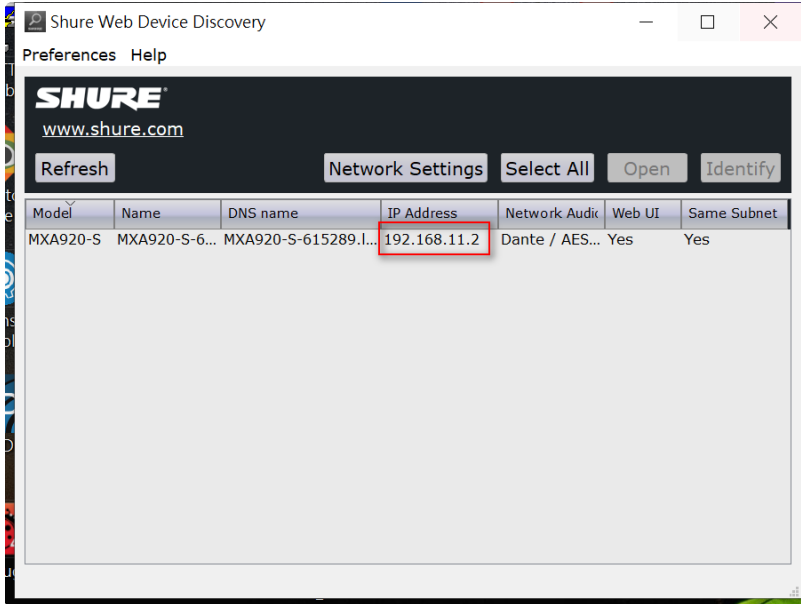 Shure Web Device Discovery
Preferences Help
SHURE
www.shure.com
Refresh Network Settings Select All Open Identify
Model Name DNS name IP Address Network Audic Web UI Same Subnet
MXA920-S MXA920-S-6... MXA920-S-615289.l... 192.168.11.2 Dante / AES... Yes Yes